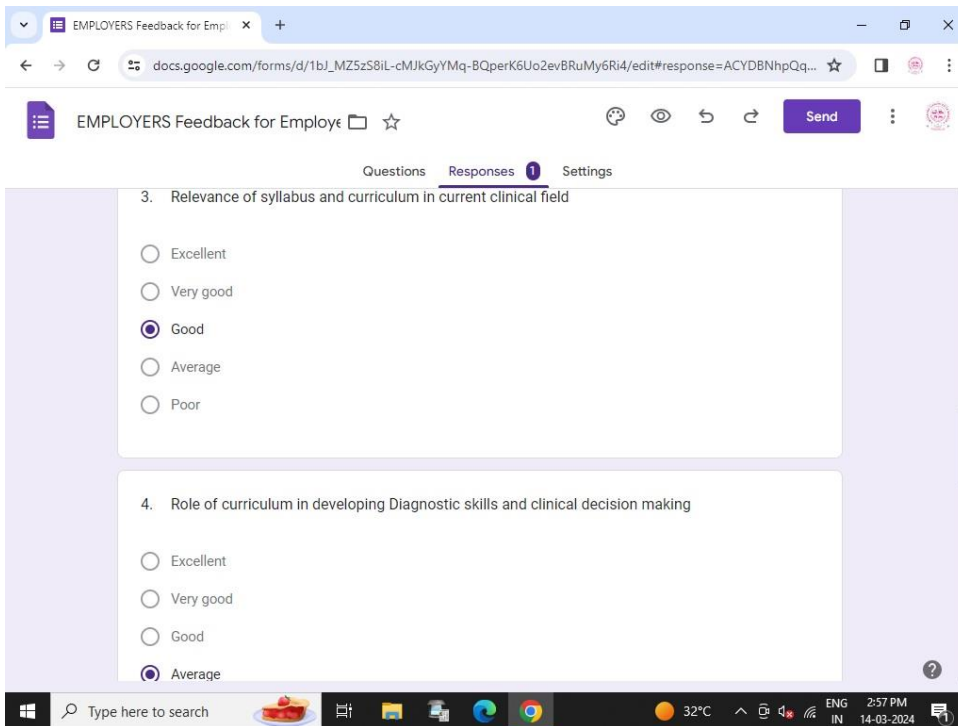 EMPLOYERS Feedback for Empl
docs.google.com/forms/d/1bJ_MZ5zS8iL-cMJkGyYMq-BQperK6Uo2evBRuMy6Ri4/edit#response=ACYDBNhpQq...
EMPLOYERS Feedback for Employe
Send
Questions Responses 1 Settings
3. Relevance of syllabus and curriculum in current clinical field
Excellent
Very good
Good
Average
Poor
4. Role of curriculum in developing Diagnostic skills and clinical decision making
Excellent
Very good
Good
Average
Type here to search
32°C
ENG
IN
2:57 PM
14-03-2024
1